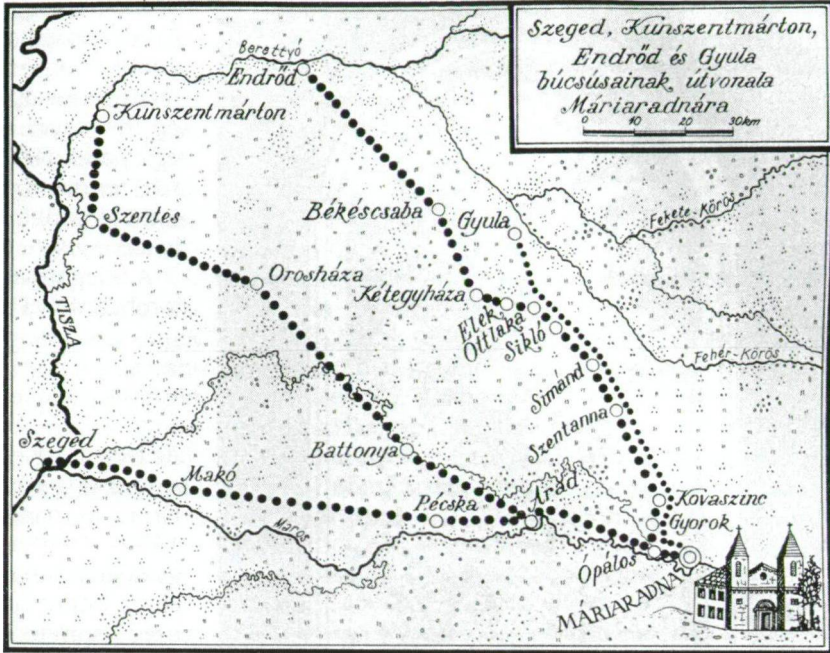 Szeged, Kunszentmárton,
Endrőd és Gyula
búcsúsainak útvonala
Máriaradnára
0 10 20 30km
Berettyó
Endrőd
Kunszentmárton
Szentes
Békéscsaba
Gyula
Fekete-Körös
Orosháza
Kétegyháza
Elek
Ottlaka
Sikló
TISZA
Fehér-Körös
Simánd
Szentanna
Szeged
Battonya
Makó
Pécska
Arad
Kovaszinc
Gyorok
Maros
Opálos
MÁRIARADNA